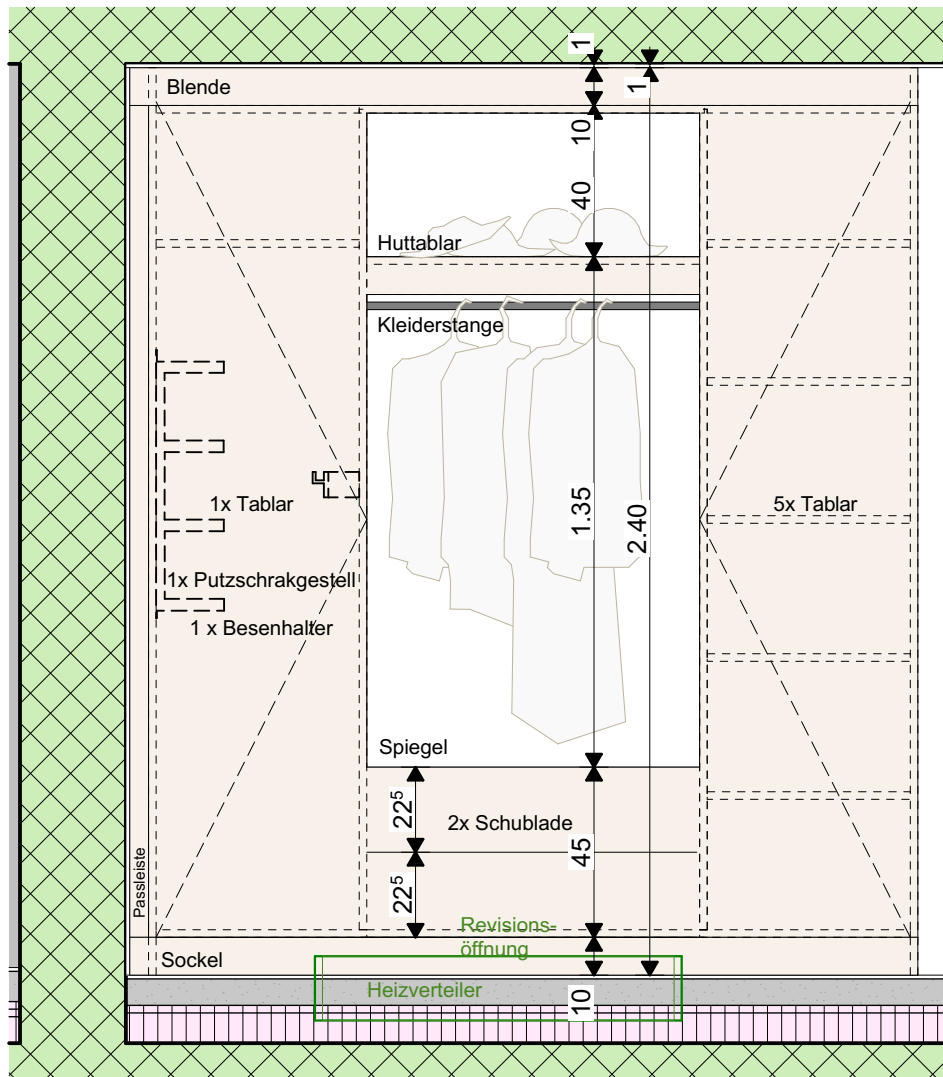 1
1
Blende
10
40
Huttablar
Kleiderstange
1x Tablar
1.35
2.40
5x Tablar
1x Putzschrakgestell
1 x Besenhalter
Spiegel
22⁵
2x Schublade
45
22⁵
Passleiste
Revisions-
öffnung
Sockel
Heizverteiler
10